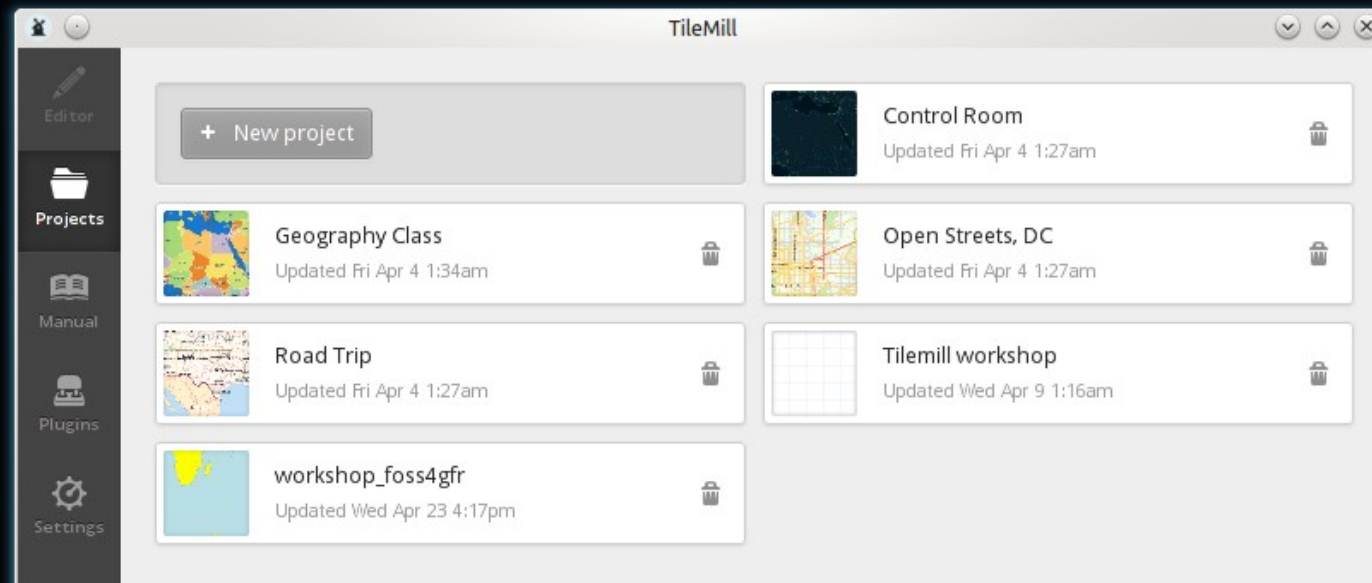 TileMill
Editor
Projects
Manual
Plugins
Settings
+ New project
Control Room
Updated Fri Apr 4 1:27am
Geography Class
Updated Fri Apr 4 1:34am
Open Streets, DC
Updated Fri Apr 4 1:27am
Road Trip
Updated Fri Apr 4 1:27am
Tilemill workshop
Updated Wed Apr 9 1:16am
workshop_foss4gfr
Updated Wed Apr 23 4:17pm